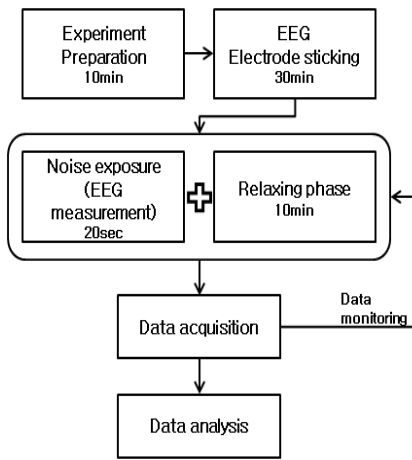 Experiment
Preparation
10min
EEG
Electrode sticking
30min
Noise exposure
(EEG
measurement)
20sec
Relaxing phase
10min
Data acquisition
Data
monitoring
Data analysis